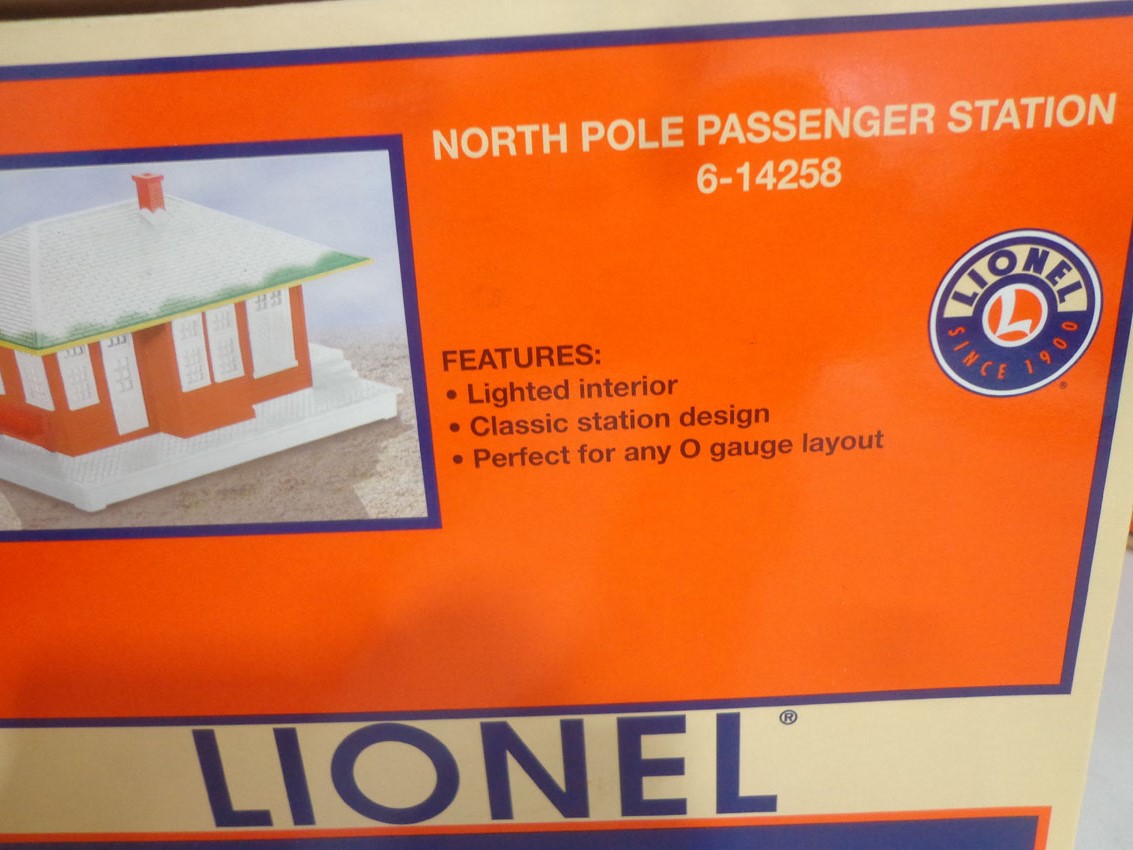 NORTH POLE PASSENGER STATION
6-14258
LIONEL
L
SINCE 1900
®
FEATURES:
• Lighted interior
• Classic station design
• Perfect for any O gauge layout
LIONEL®